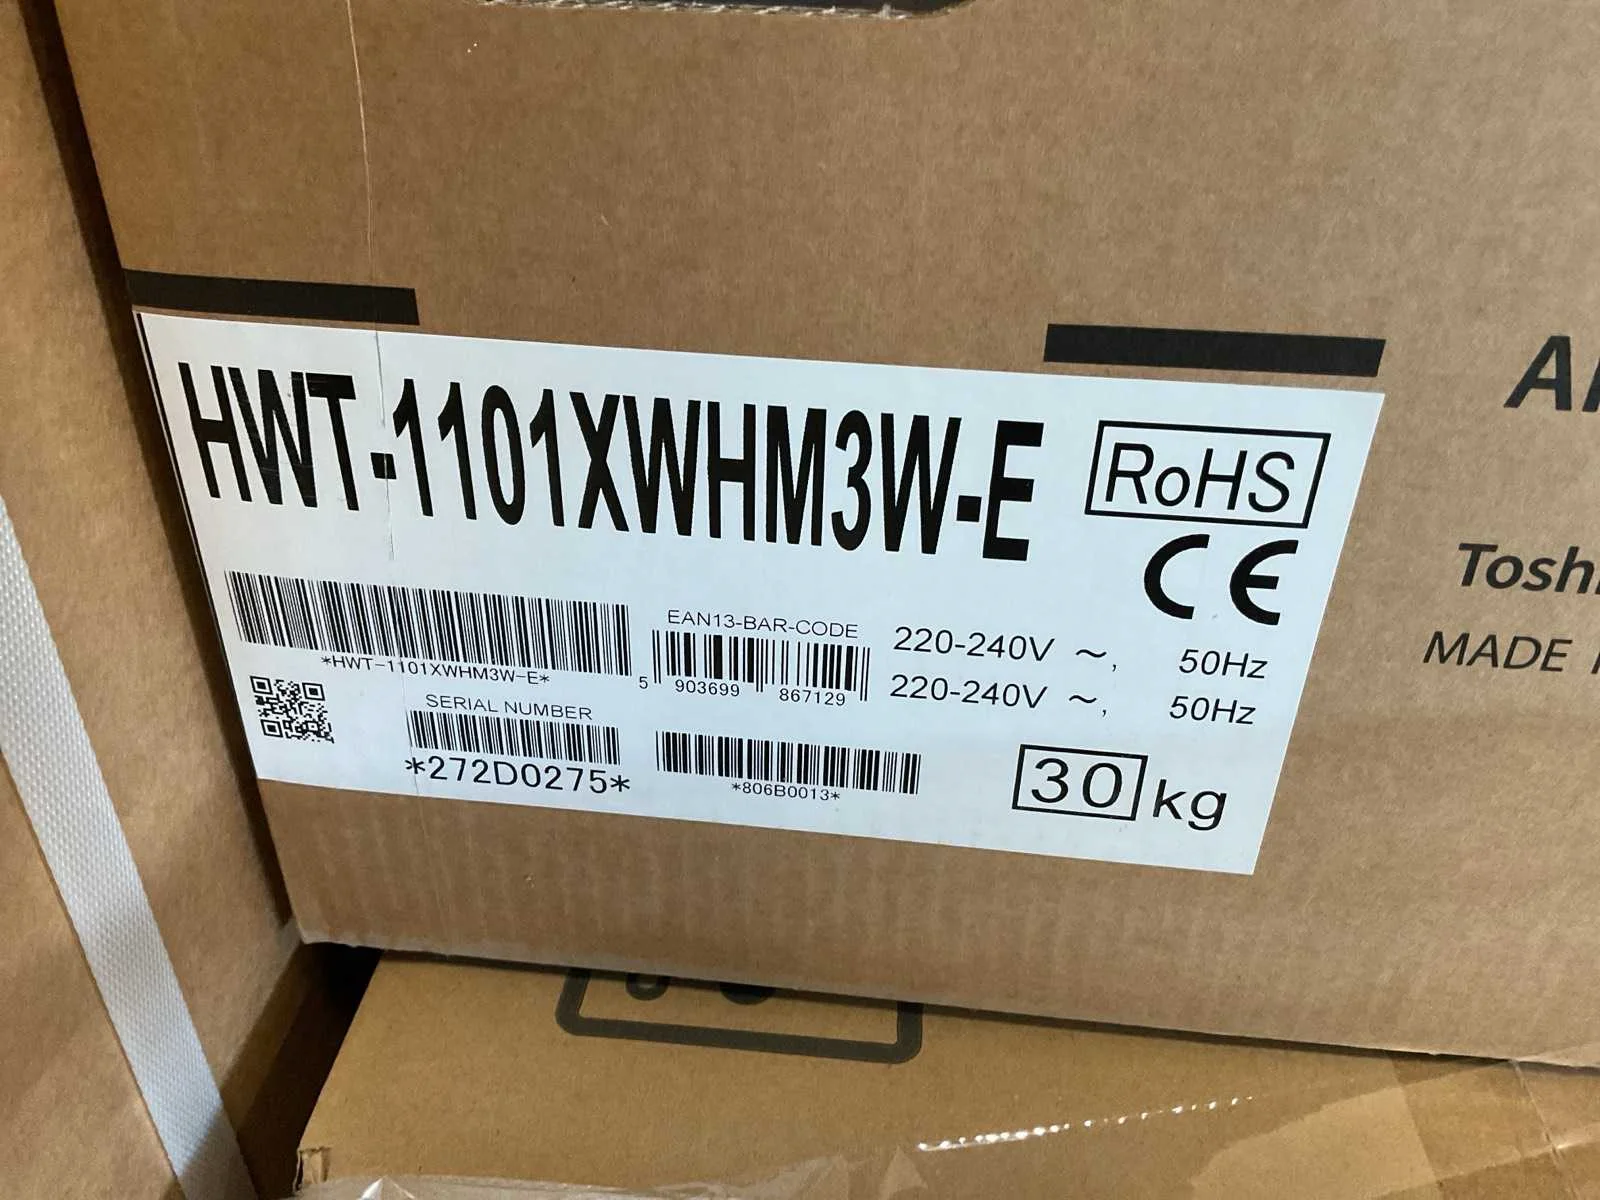 HWT-1101XWHM3W-E
RoHS
CE
*HWT-1101XWHM3W-E*
EAN13-BAR-CODE
5 903699 867129
220-240V ~, 50Hz
220-240V ~, 50Hz
SERIAL NUMBER
*272D0275*
*806B0013*
30 kg
MADE